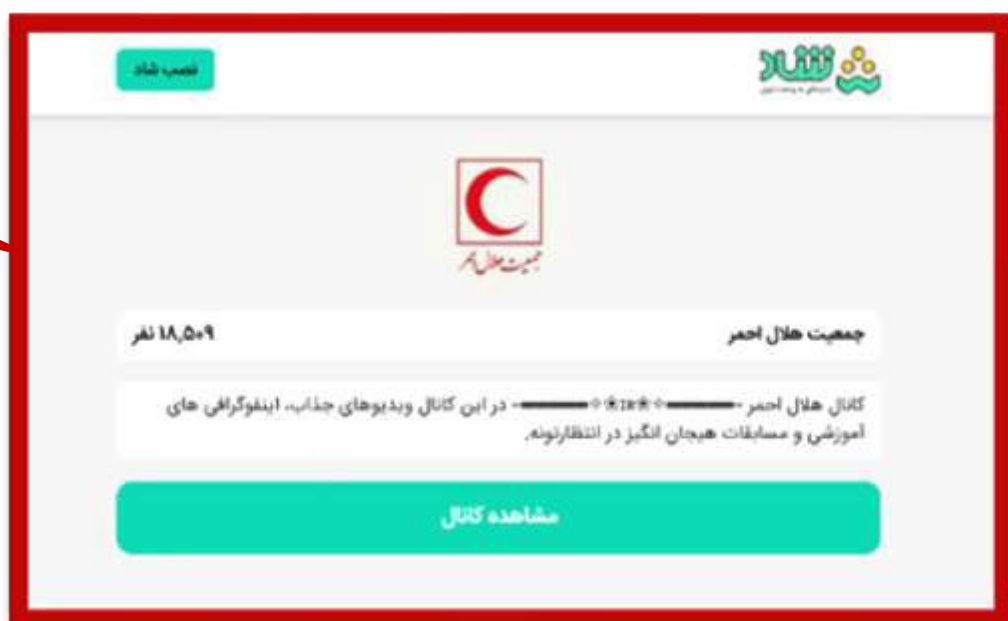 شاد
نصب شاد
جمعیت هلال احمر
جمعیت هلال احمر
۱۸,۵۰۹ نفر
کانال هلال احمر -━━━━━━✧❀IR❀✧━━━━━━- در این کانال ویدیوهای جذاب، اینفوگرافی های
آموزشی و مسابقات هیجان انگیز در انتظارتونه.
مشاهده کانال